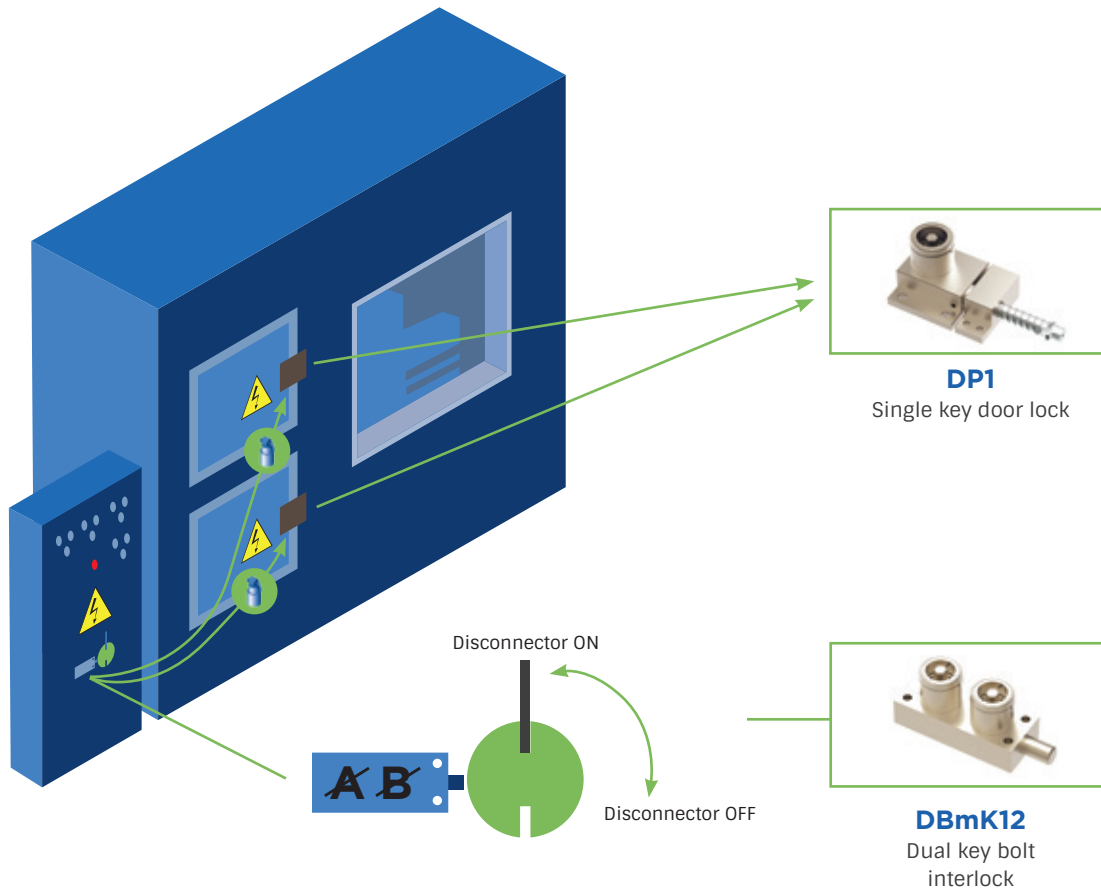 DP1
Single key door lock
Disconnector ON
A B
Disconnector OFF
DBmK12
Dual key bolt
interlock